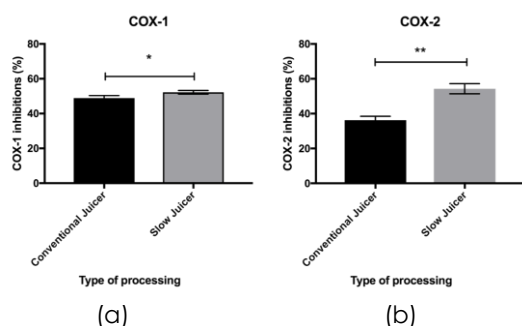 COX-1
COX-1 inhibitions (%)
80
60
40
20
0
*
Conventional Juicer
Slow Juicer
Type of processing
(a)
COX-2
COX-2 inhibitions (%)
80
60
40
20
0
**
Conventional Juicer
Slow Juicer
Type of processing
(b)